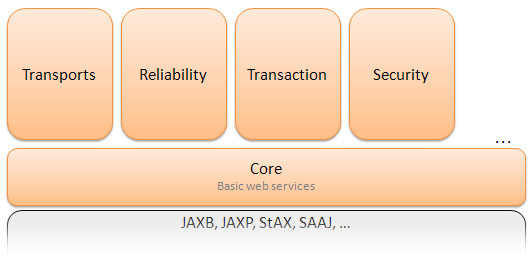 Transports
Reliability
Transaction
Security
...
Core
Basic web services
JAXB, JAXP, StAX, SAAJ, ...